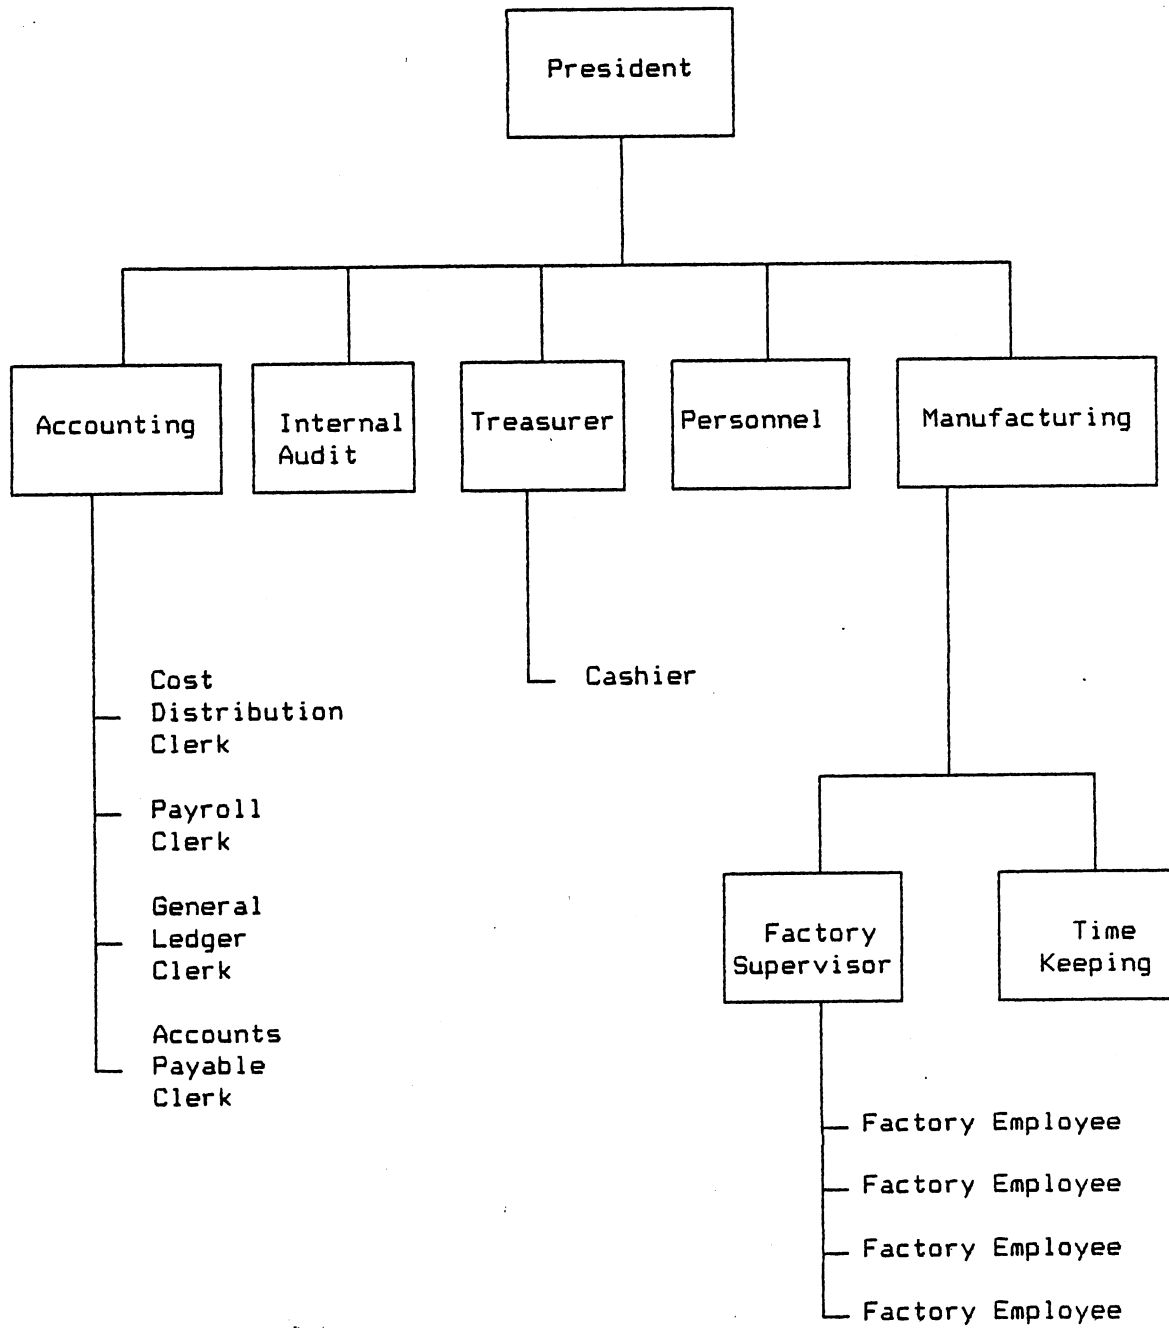 President
Accounting
Internal
Audit
Treasurer
Personnel
Manufacturing
Cost
Distribution
Clerk
Payroll
Clerk
General
Ledger
Clerk
Accounts
Payable
Clerk
Cashier
Factory
Supervisor
Time
Keeping
Factory Employee
Factory Employee
Factory Employee
Factory Employee